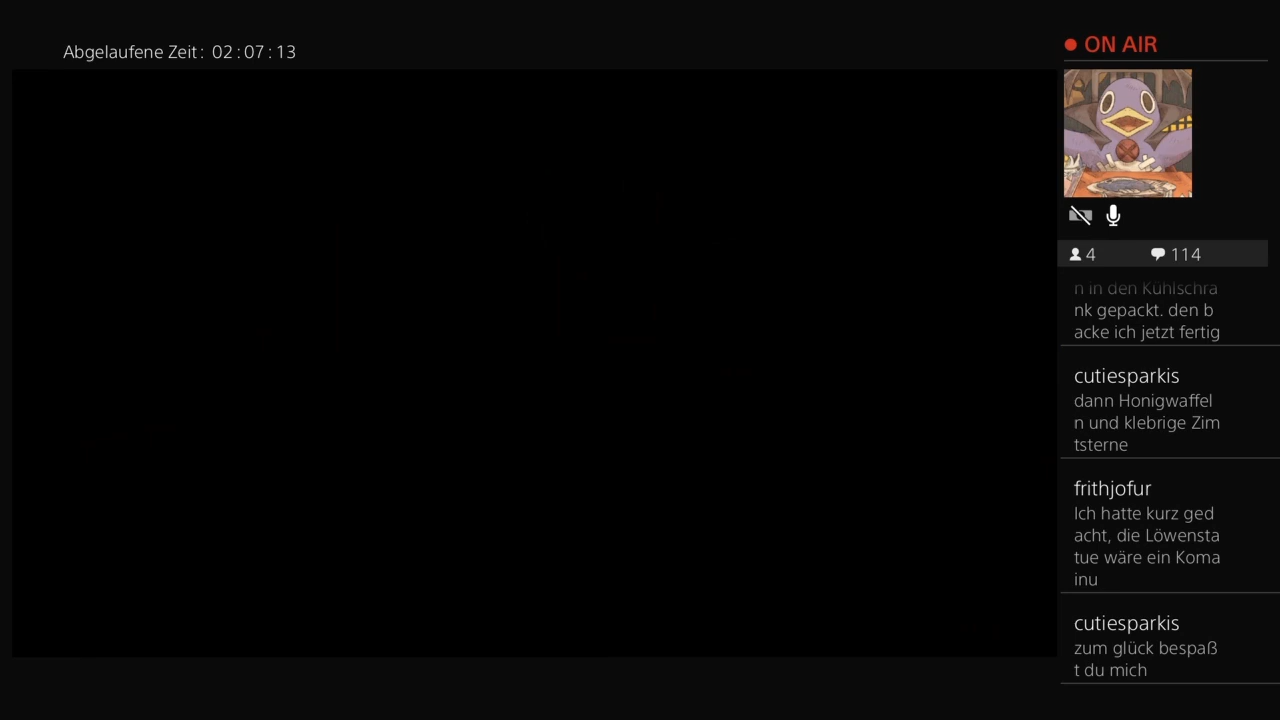 Abgelaufene Zeit: 02:07:13
ON AIR
4 114
n in den Kühlschra
nk gepackt. den b
acke ich jetzt fertig
cutiesparkis
dann Honigwaffel
n und klebrige Zim
tsterne
frithjofur
Ich hatte kurz ged
acht, die Löwensta
tue wäre ein Koma
inu
cutiesparkis
zum glück bespaß
t du mich